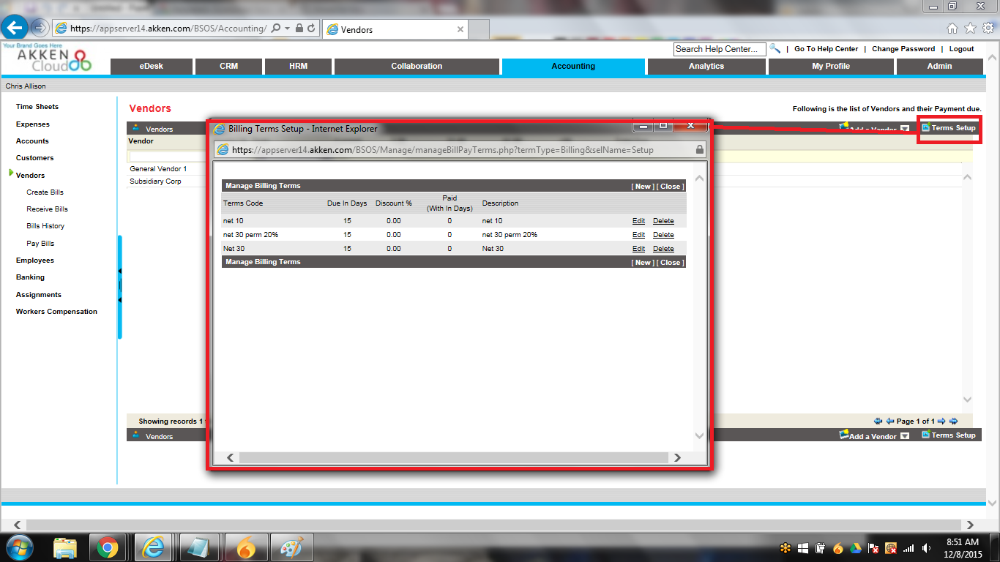 https://appserver14.akken.com/BSOS/Accounting/
Vendors
Your Brand Goes Here
AKKEN
Cloud
Search Help Center...
| Go To Help Center | Change Password | Logout
eDesk CRM HRM Collaboration Accounting Analytics My Profile Admin
Chris Allison
Time Sheets
Expenses
Accounts
Customers
Vendors
Create Bills
Receive Bills
Bills History
Pay Bills
Employees
Banking
Assignments
Workers Compensation
Vendors
Following is the list of Vendors and their Payment due.
Vendors
Add a Vendor
Terms Setup
Vendor
General Vendor 1
Subsidiary Corp
Billing Terms Setup - Internet Explorer
https://appserver14.akken.com/BSOS/Manage/manageBillPayTerms.php?termType=Billing&selName=Setup
Manage Billing Terms [ New ] [ Close ]
Terms Code Due In Days Discount % Paid (With In Days) Description
net 10 15 0.00 0 net 10 Edit Delete
net 30 perm 20% 15 0.00 0 net 30 perm 20% Edit Delete
Net 30 15 0.00 0 Net 30 Edit Delete
Manage Billing Terms [ New ] [ Close ]
Showing records 1
Page 1 of 1
Vendors
Add a Vendor
Terms Setup
8:51 AM
12/8/2015